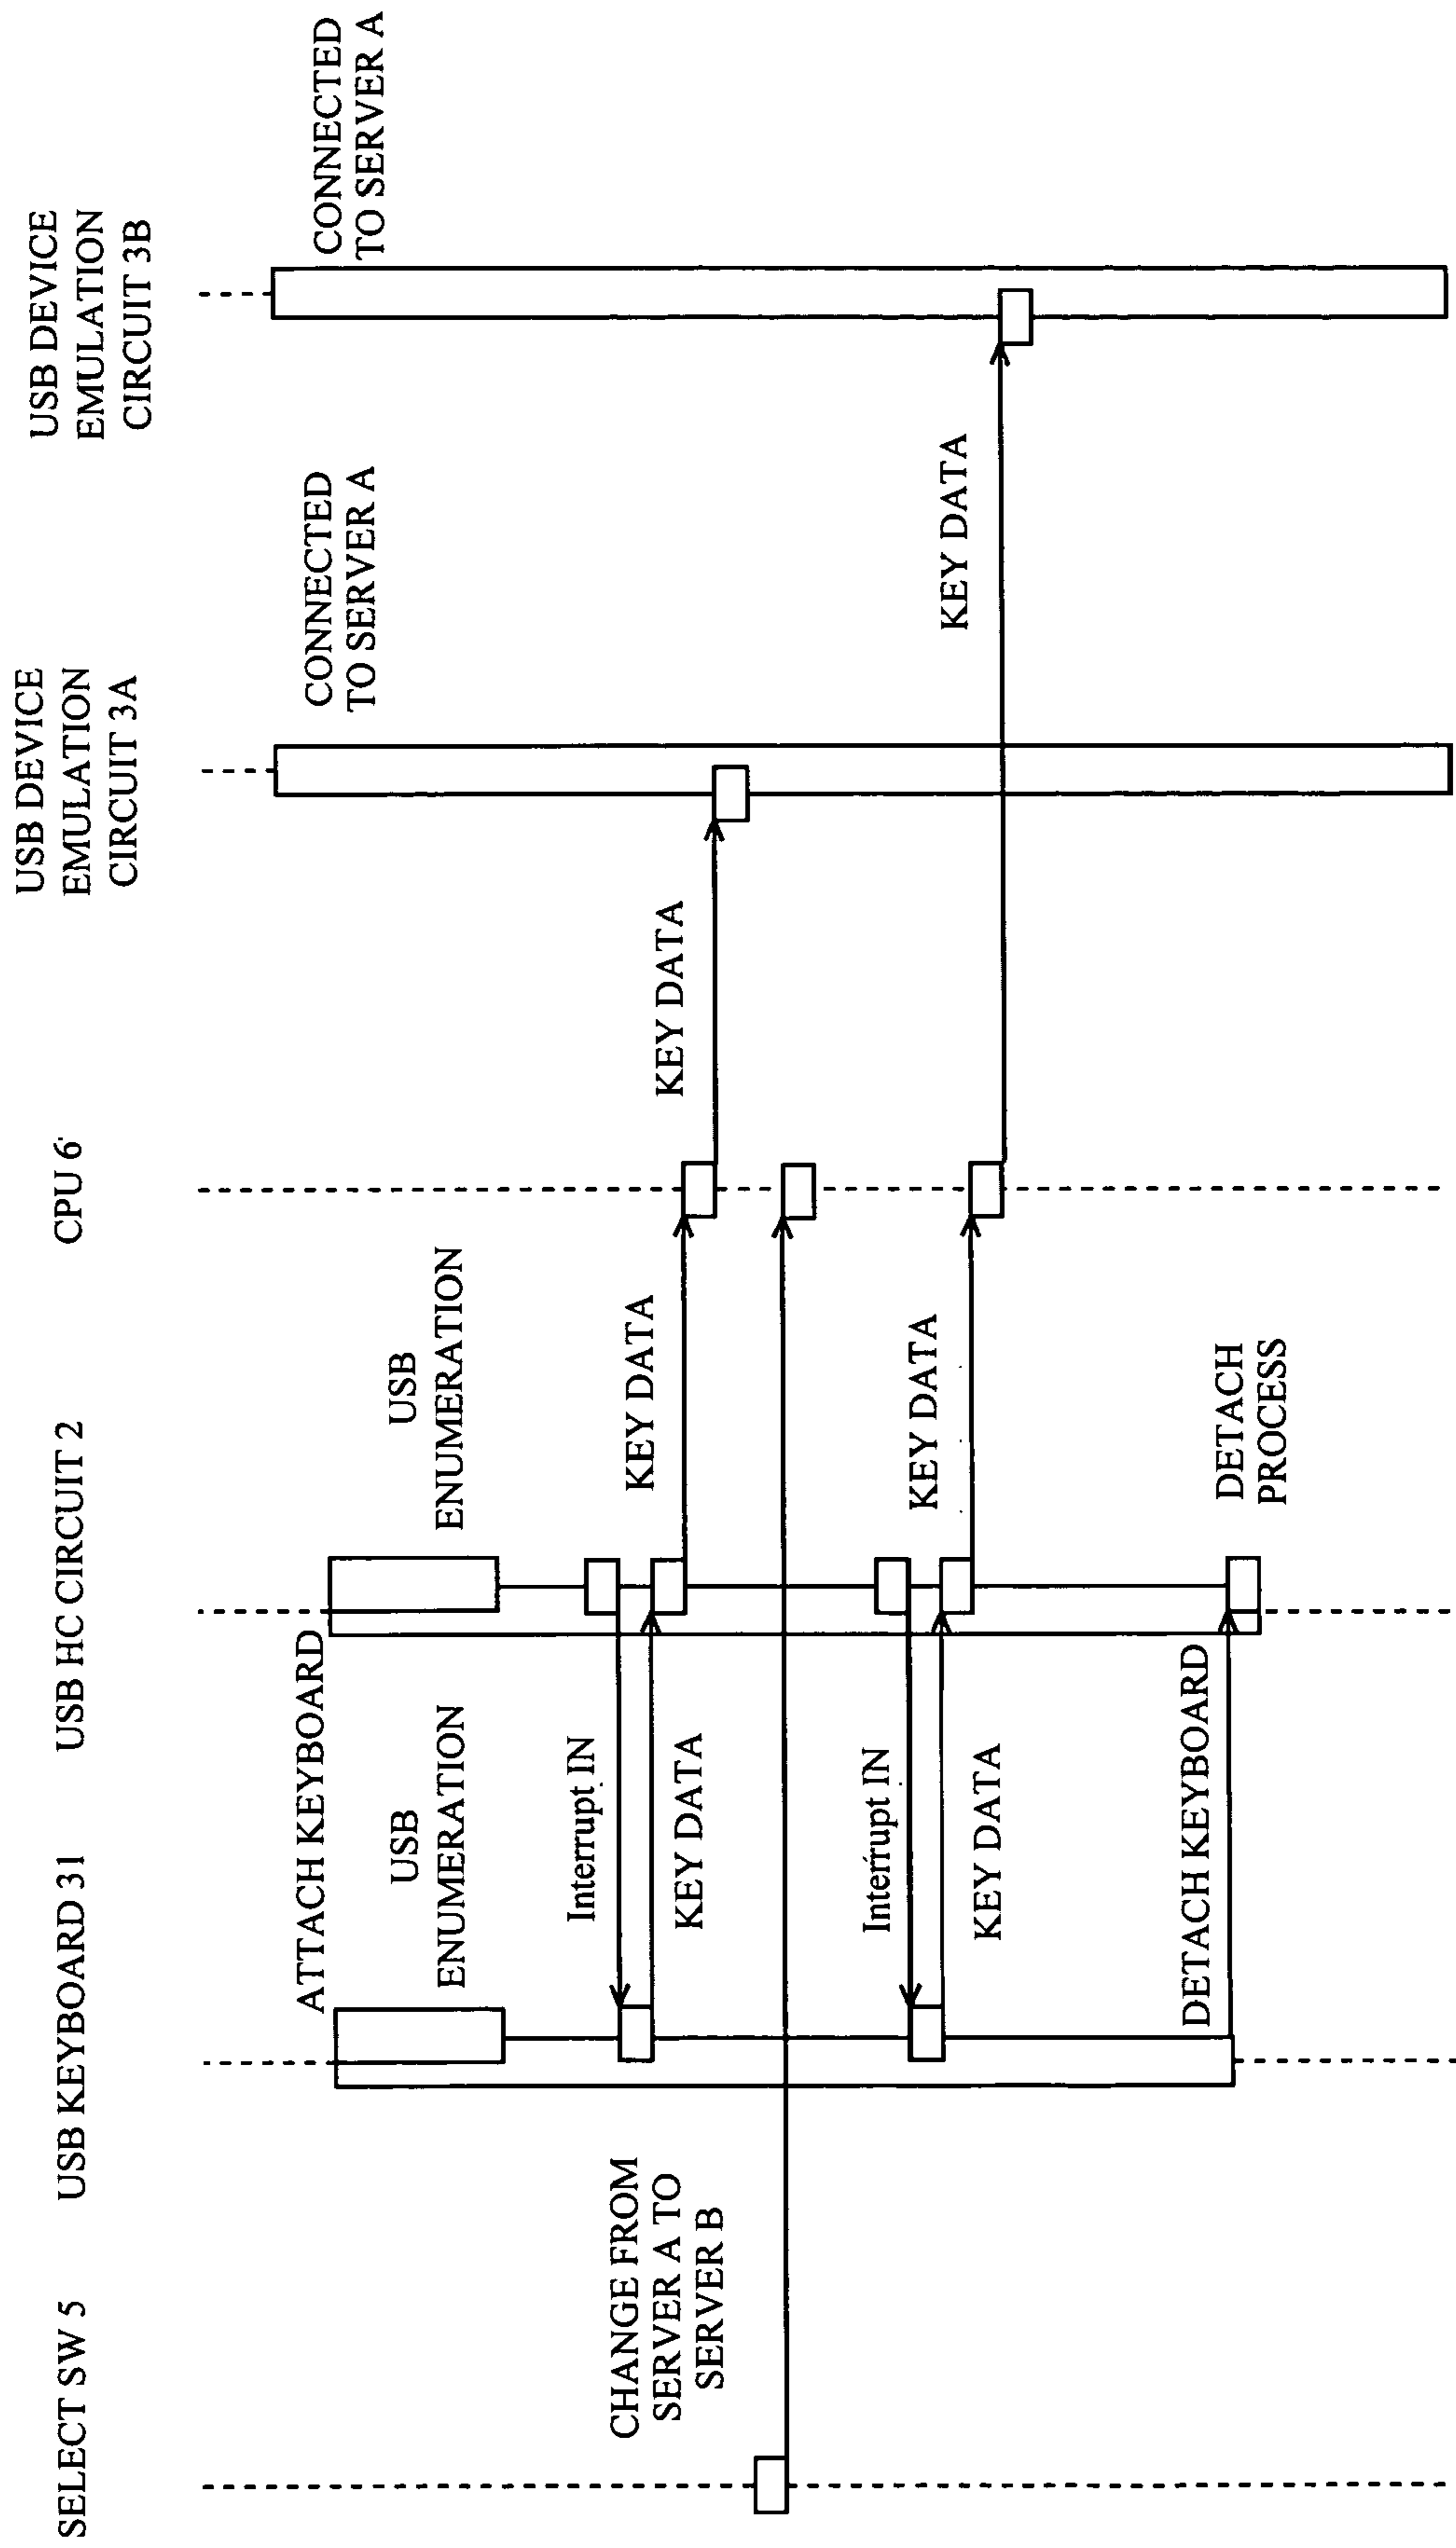 SELECT SW 5
USB KEYBOARD 31
USB HC CIRCUIT 2
CPU 6
USB DEVICE
EMULATION
CIRCUIT 3A
USB DEVICE
EMULATION
CIRCUIT 3B
ATTACH KEYBOARD
USB
ENUMERATION
USB
ENUMERATION
CONNECTED
TO SERVER A
CONNECTED
TO SERVER A
Interrupt IN
KEY DATA
KEY DATA
KEY DATA
CHANGE FROM
SERVER A TO
SERVER B
Interrupt IN
KEY DATA
KEY DATA
KEY DATA
DETACH KEYBOARD
DETACH
PROCESS